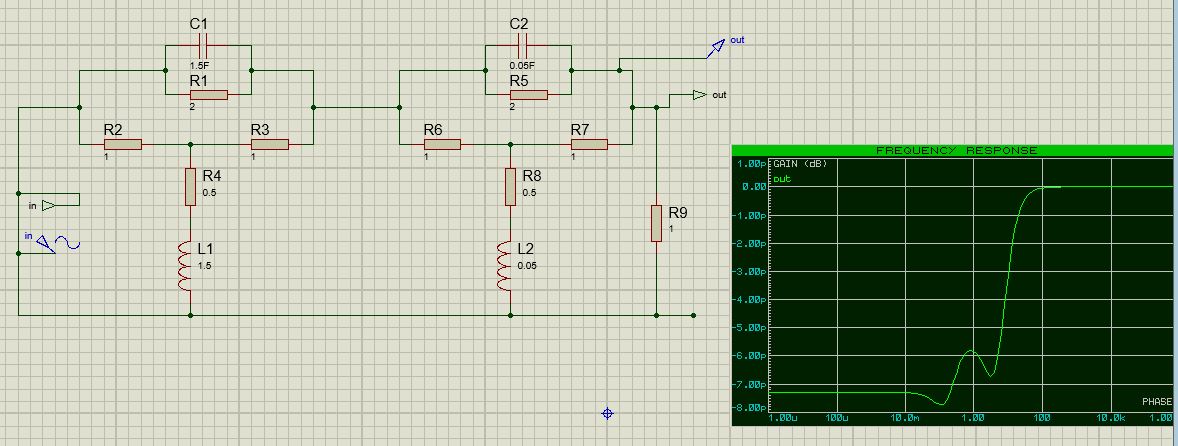 C1
1.5F
R1
2
C2
0.05F
R5
2
out
out
R2
1
R3
1
R6
1
R7
1
R4
0.5
R8
0.5
R9
1
in
in
L1
1.5
L2
0.05
FREQUENCY RESPONSE
GAIN (dB)
out
1.00p
0.00
-1.00p
-2.00p
-3.00p
-4.00p
-5.00p
-6.00p
-7.00p
-8.00p
PHASE
1.00u 100u 10.0m 1.00 100 10.0k 1.00